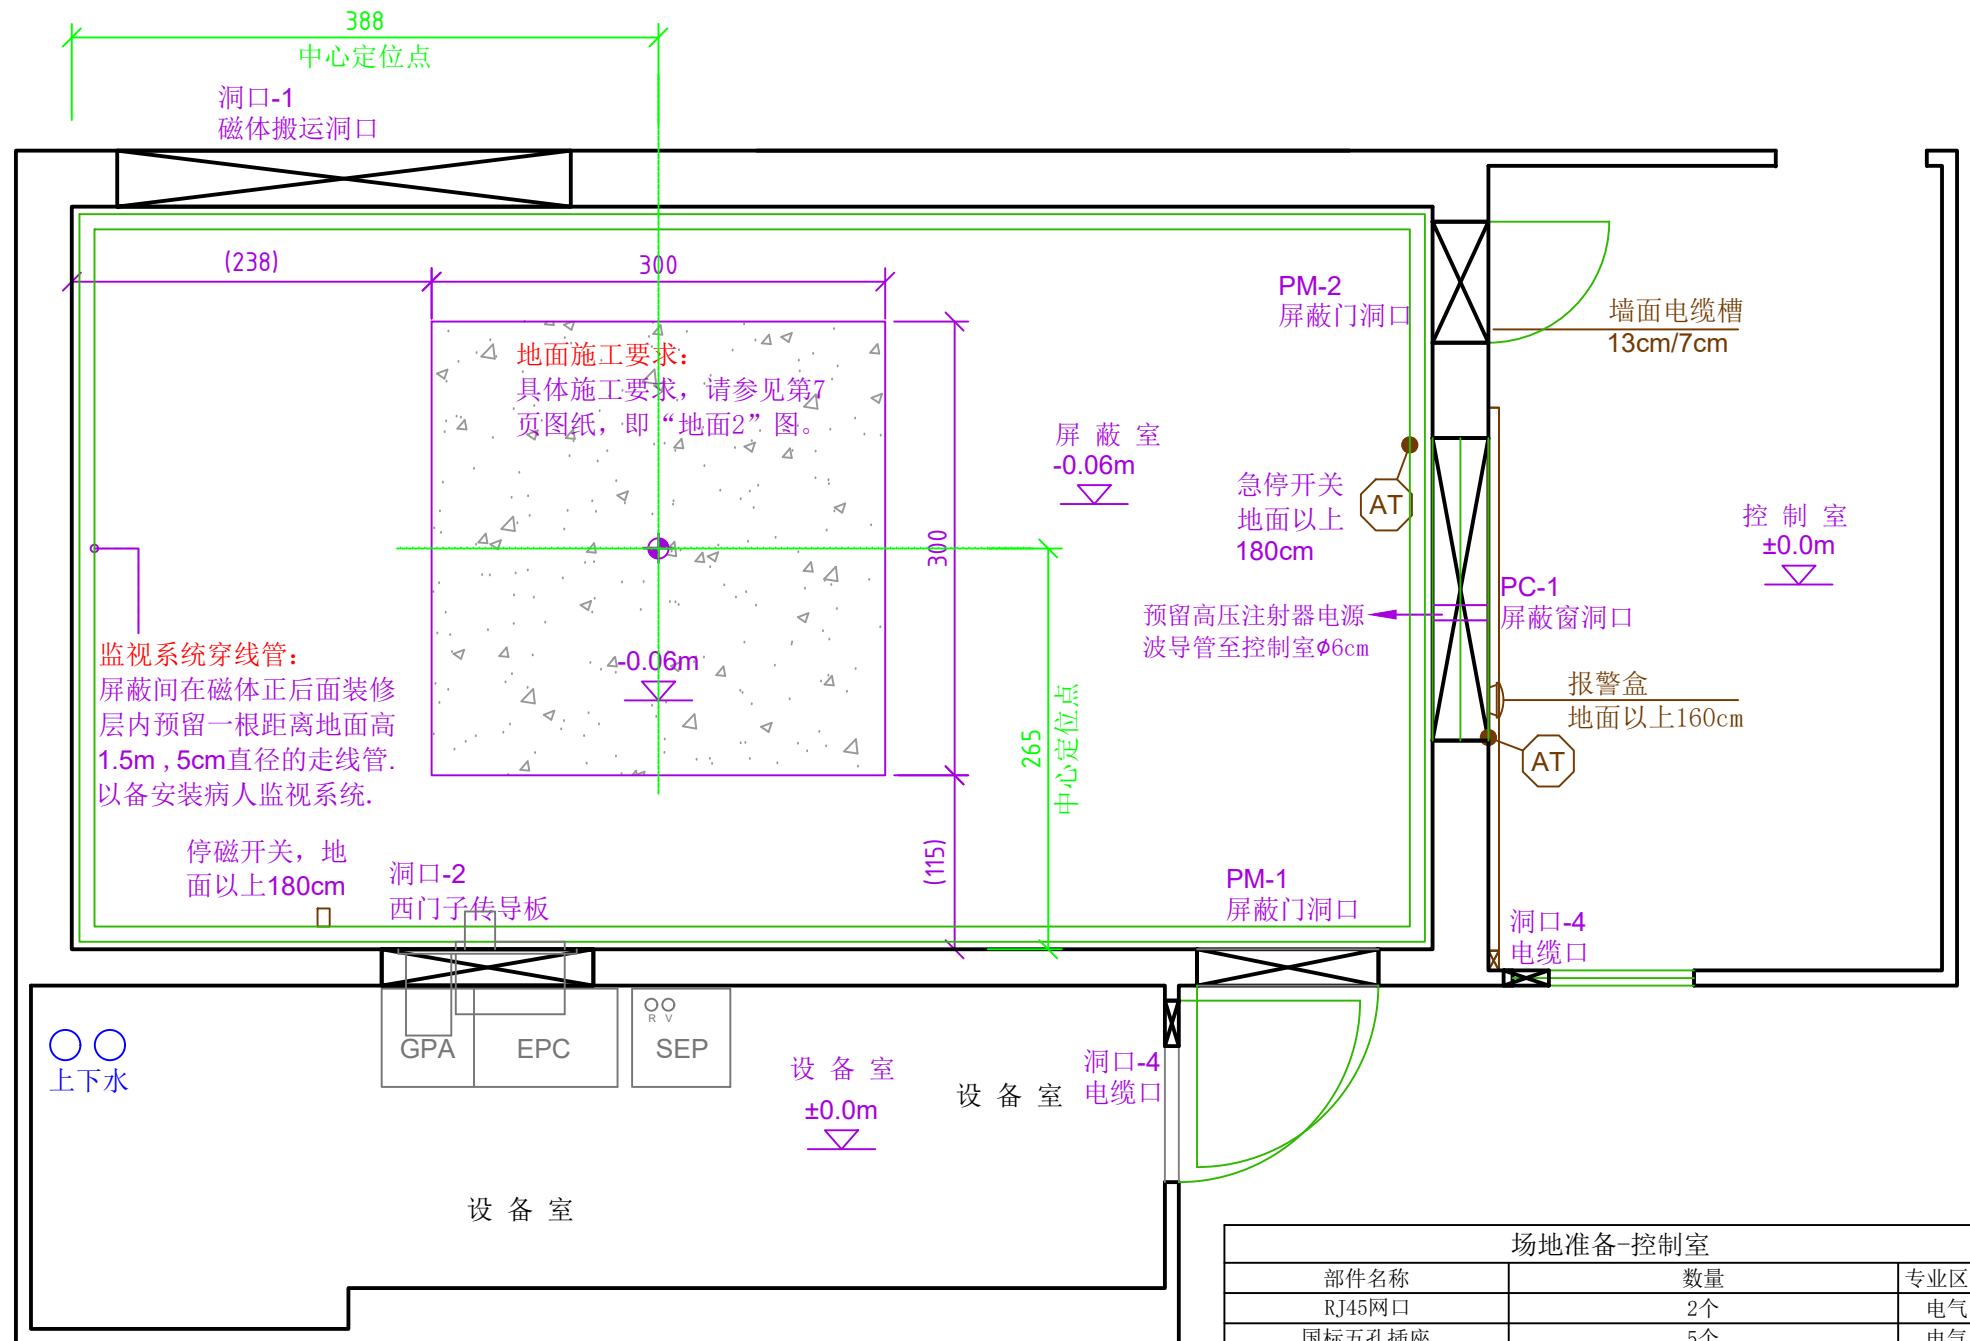 388
中心定位点
洞口-1
磁体搬运洞口
(238)
300
PM-2
屏蔽门洞口
墙面电缆槽
13cm/7cm
地面施工要求:
具体施工要求，请参见第7
页图纸，即“地面2”图。
屏 蔽 室
-0.06m
急停开关
地面以上
180cm
AT
控 制 室
±0.0m
300
PC-1
屏蔽窗洞口
预留高压注射器电源
波导管至控制室ø6cm
监视系统穿线管:
屏蔽间在磁体正后面装修
层内预留一根距离地面高
1.5m , 5cm直径的走线管.
以备安装病人监视系统.
-0.06m
265
中心定位点
报警盒
地面以上160cm
AT
停磁开关，地
面以上180cm
洞口-2
西门子传导板
(115)
PM-1
屏蔽门洞口
洞口-4
电缆口
上下水
GPA
EPC
R V
SEP
设 备 室
±0.0m
设 备 室
洞口-4
电缆口
设 备 室
场地准备-控制室
部件名称 数量 专业区
RJ45网口 2个 电气
国标五孔插座 5个 电气